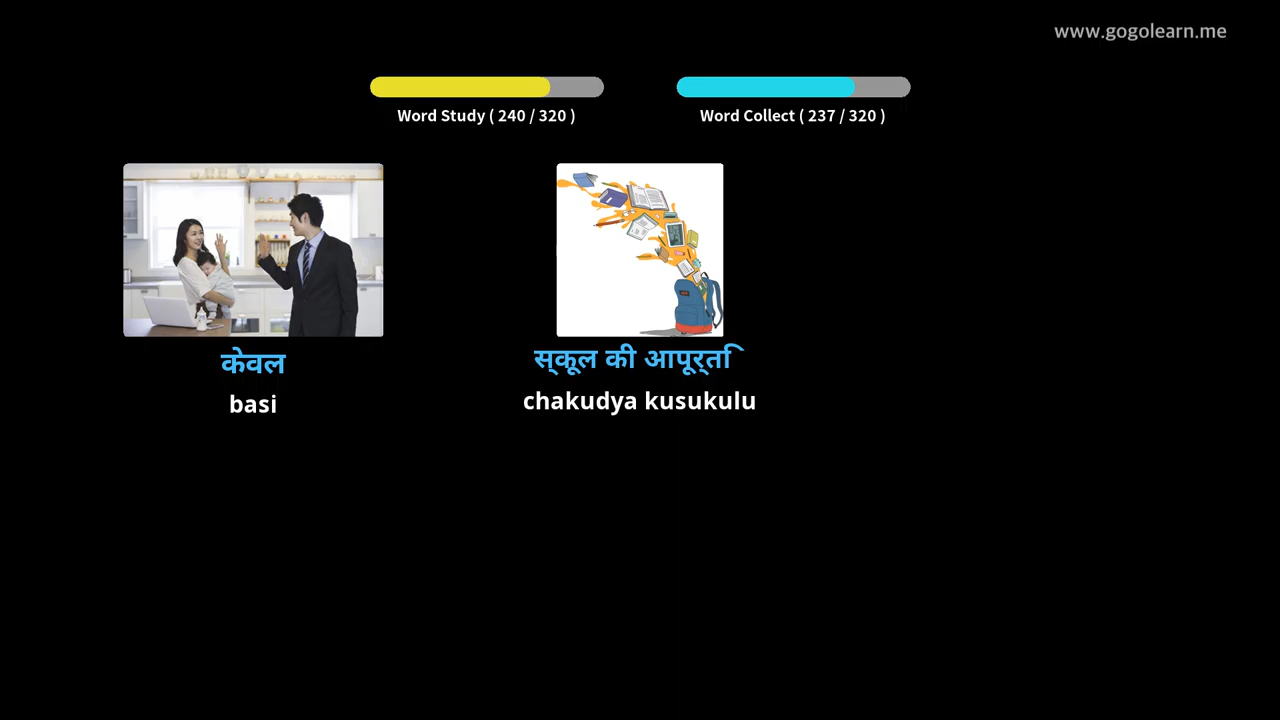 www.gogolearn.me
Word Study ( 240 / 320 )
Word Collect ( 237 / 320 )
केवल
स्कूल की आपूर्ति
basi
chakudya kusukulu